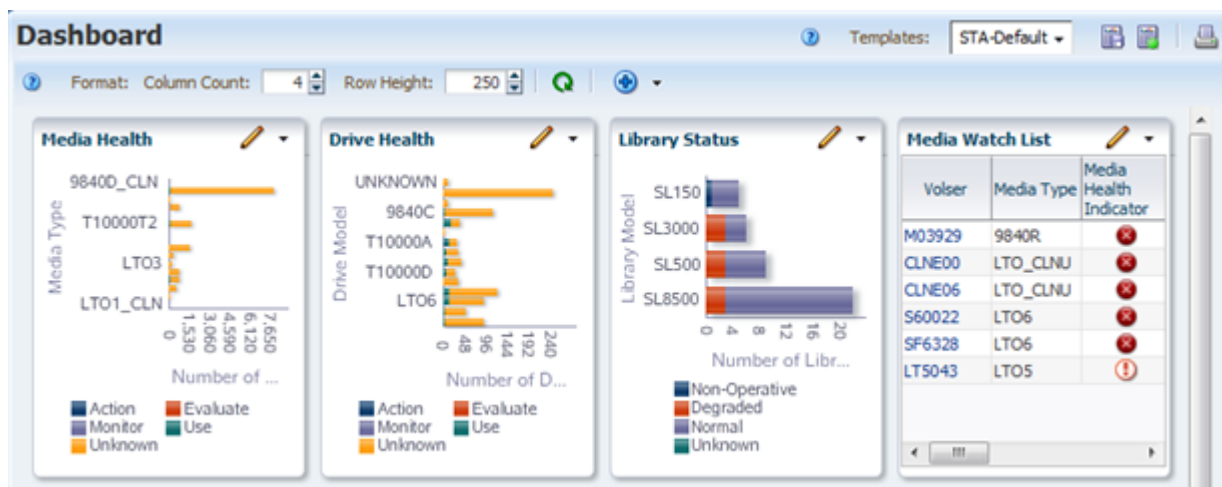 Dashboard
Templates: STA-Default
Format: Column Count: 4 Row Height: 250
Media Health
Media Type
9840D_CLN
T10000T2
LTO3
LTO1_CLN
0 1,530 3,060 4,590 6,120 7,650
Number of ...
Action Evaluate
Monitor Use
Unknown
Drive Health
Drive Model
UNKNOWN
9840C
T10000A
T10000D
LTO6
0 48 96 144 192 240
Number of D...
Action Evaluate
Monitor Use
Unknown
Library Status
Library Model
SL150
SL3000
SL500
SL8500
0 4 8 12 16 20
Number of Libr...
Non-Operative
Degraded
Normal
Unknown
Media Watch List
Volser Media Type Media Health Indicator
M03929 9840R
CLNE00 LTO_CLNU
CLNE06 LTO_CLNU
S60022 LTO6
SF6328 LTO6
LT5043 LTO5